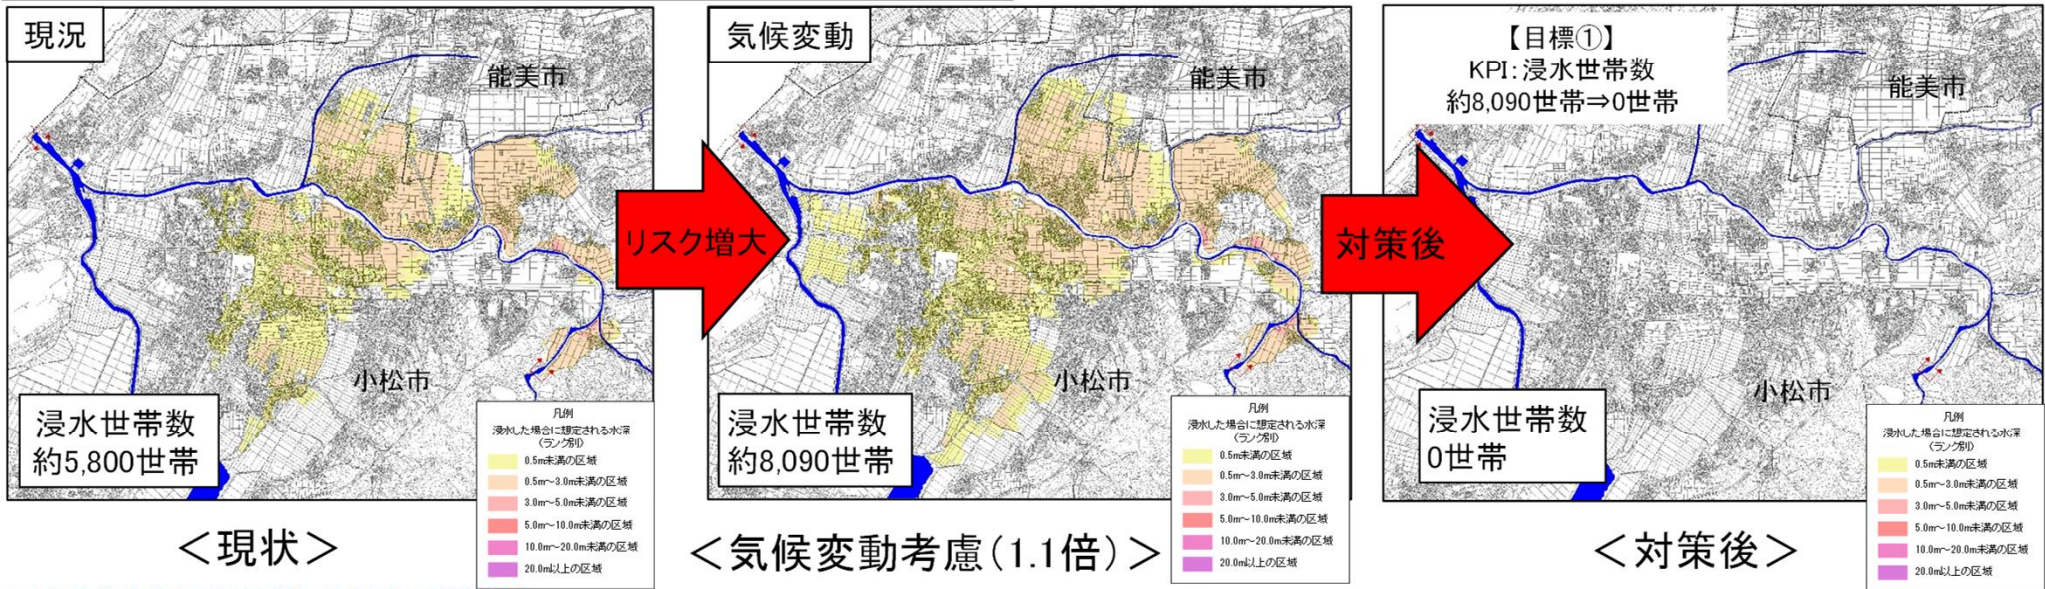 現況
能美市
小松市
浸水世帯数
約5,800世帯
凡例
浸水した場合に想定される水深
(ランク別)
0.5m未満の区域
0.5m～3.0m未満の区域
3.0m～5.0m未満の区域
5.0m～10.0m未満の区域
10.0m～20.0m未満の区域
20.0m以上の区域
＜現状＞
リスク増大
気候変動
能美市
小松市
浸水世帯数
約8,090世帯
凡例
浸水した場合に想定される水深
(ランク別)
0.5m未満の区域
0.5m～3.0m未満の区域
3.0m～5.0m未満の区域
5.0m～10.0m未満の区域
10.0m～20.0m未満の区域
20.0m以上の区域
＜気候変動考慮(1.1倍)＞
対策後
【目標①】
KPI:浸水世帯数
約8,090世帯⇒0世帯
能美市
小松市
浸水世帯数
0世帯
凡例
浸水した場合に想定される水深
(ランク別)
0.5m未満の区域
0.5m～3.0m未満の区域
3.0m～5.0m未満の区域
5.0m～10.0m未満の区域
10.0m～20.0m未満の区域
20.0m以上の区域
＜対策後＞